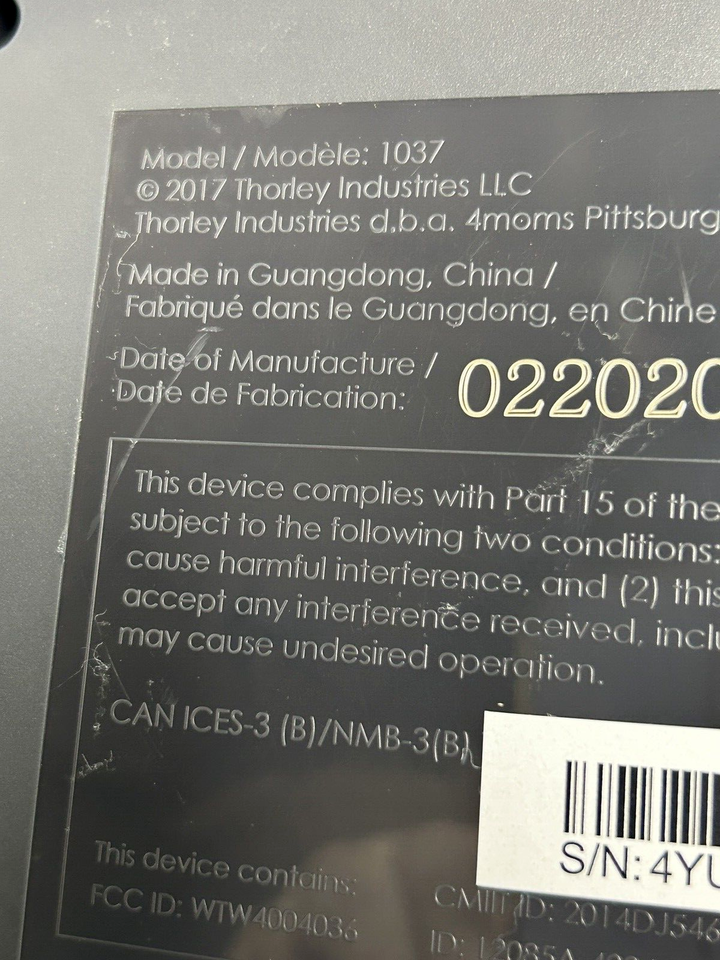 Model / Modèle: 1037
© 2017 Thorley Industries LLC
Thorley Industries d.b.a. 4moms Pittsburg
Made in Guangdong, China /
Fabriqué dans le Guangdong, en Chine
Date of Manufacture /
Date de Fabrication: 022020
This device complies with Part 15 of the
subject to the following two conditions:
cause harmful interference, and (2) this
accept any interference received, inclu
may cause undesired operation.
CAN ICES-3 (B)/NMB-3(B)
S/N: 4YU
This device contains:
FCC ID: WTW4004036
CMIIT ID: 2014DJ546
ID: 12085A-